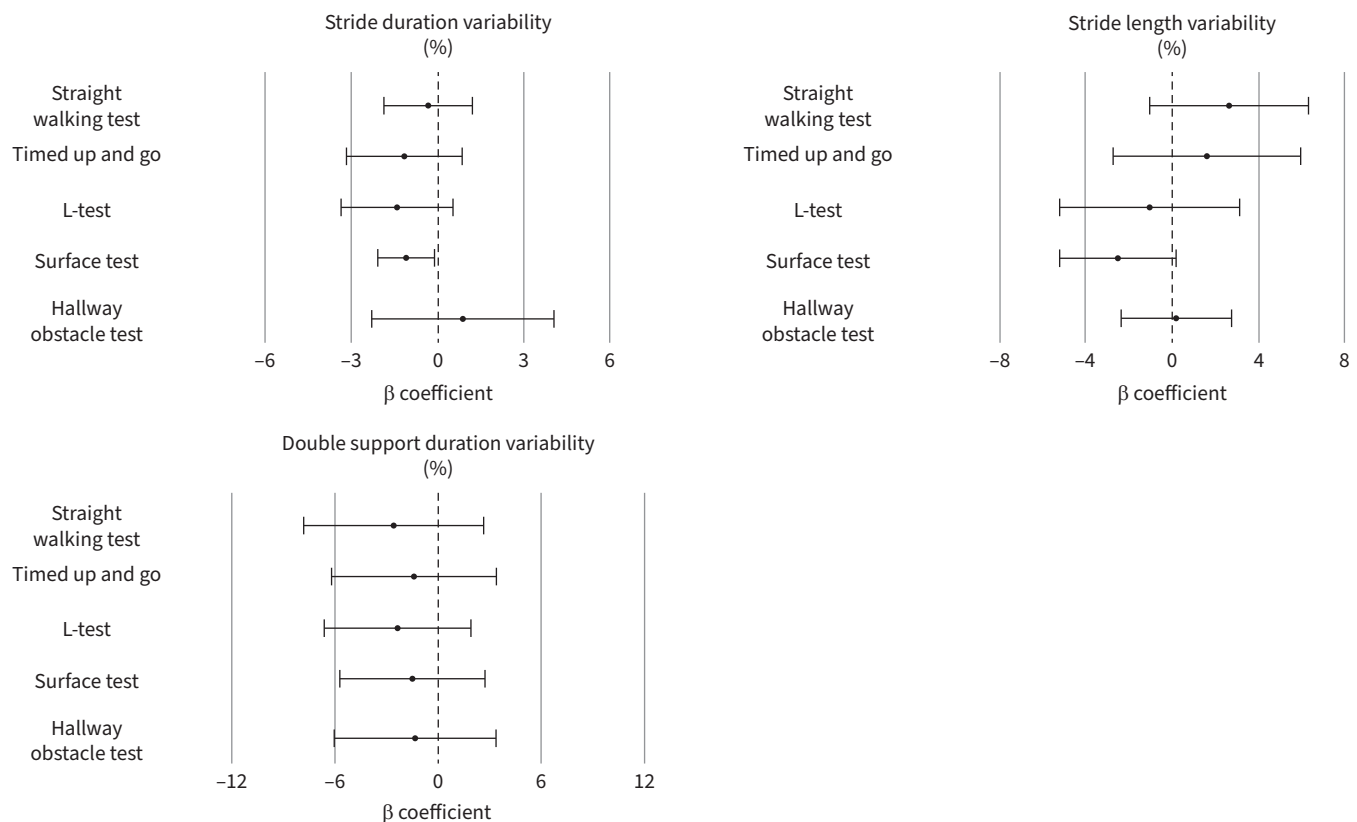 Stride duration variability
(%)
Straight
walking test
Timed up and go
L-test
Surface test
Hallway
obstacle test
–6 –3 0 3 6
β coefficient
Stride length variability
(%)
Straight
walking test
Timed up and go
L-test
Surface test
Hallway
obstacle test
–8 –4 0 4 8
β coefficient
Double support duration variability
(%)
Straight
walking test
Timed up and go
L-test
Surface test
Hallway
obstacle test
–12 –6 0 6 12
β coefficient